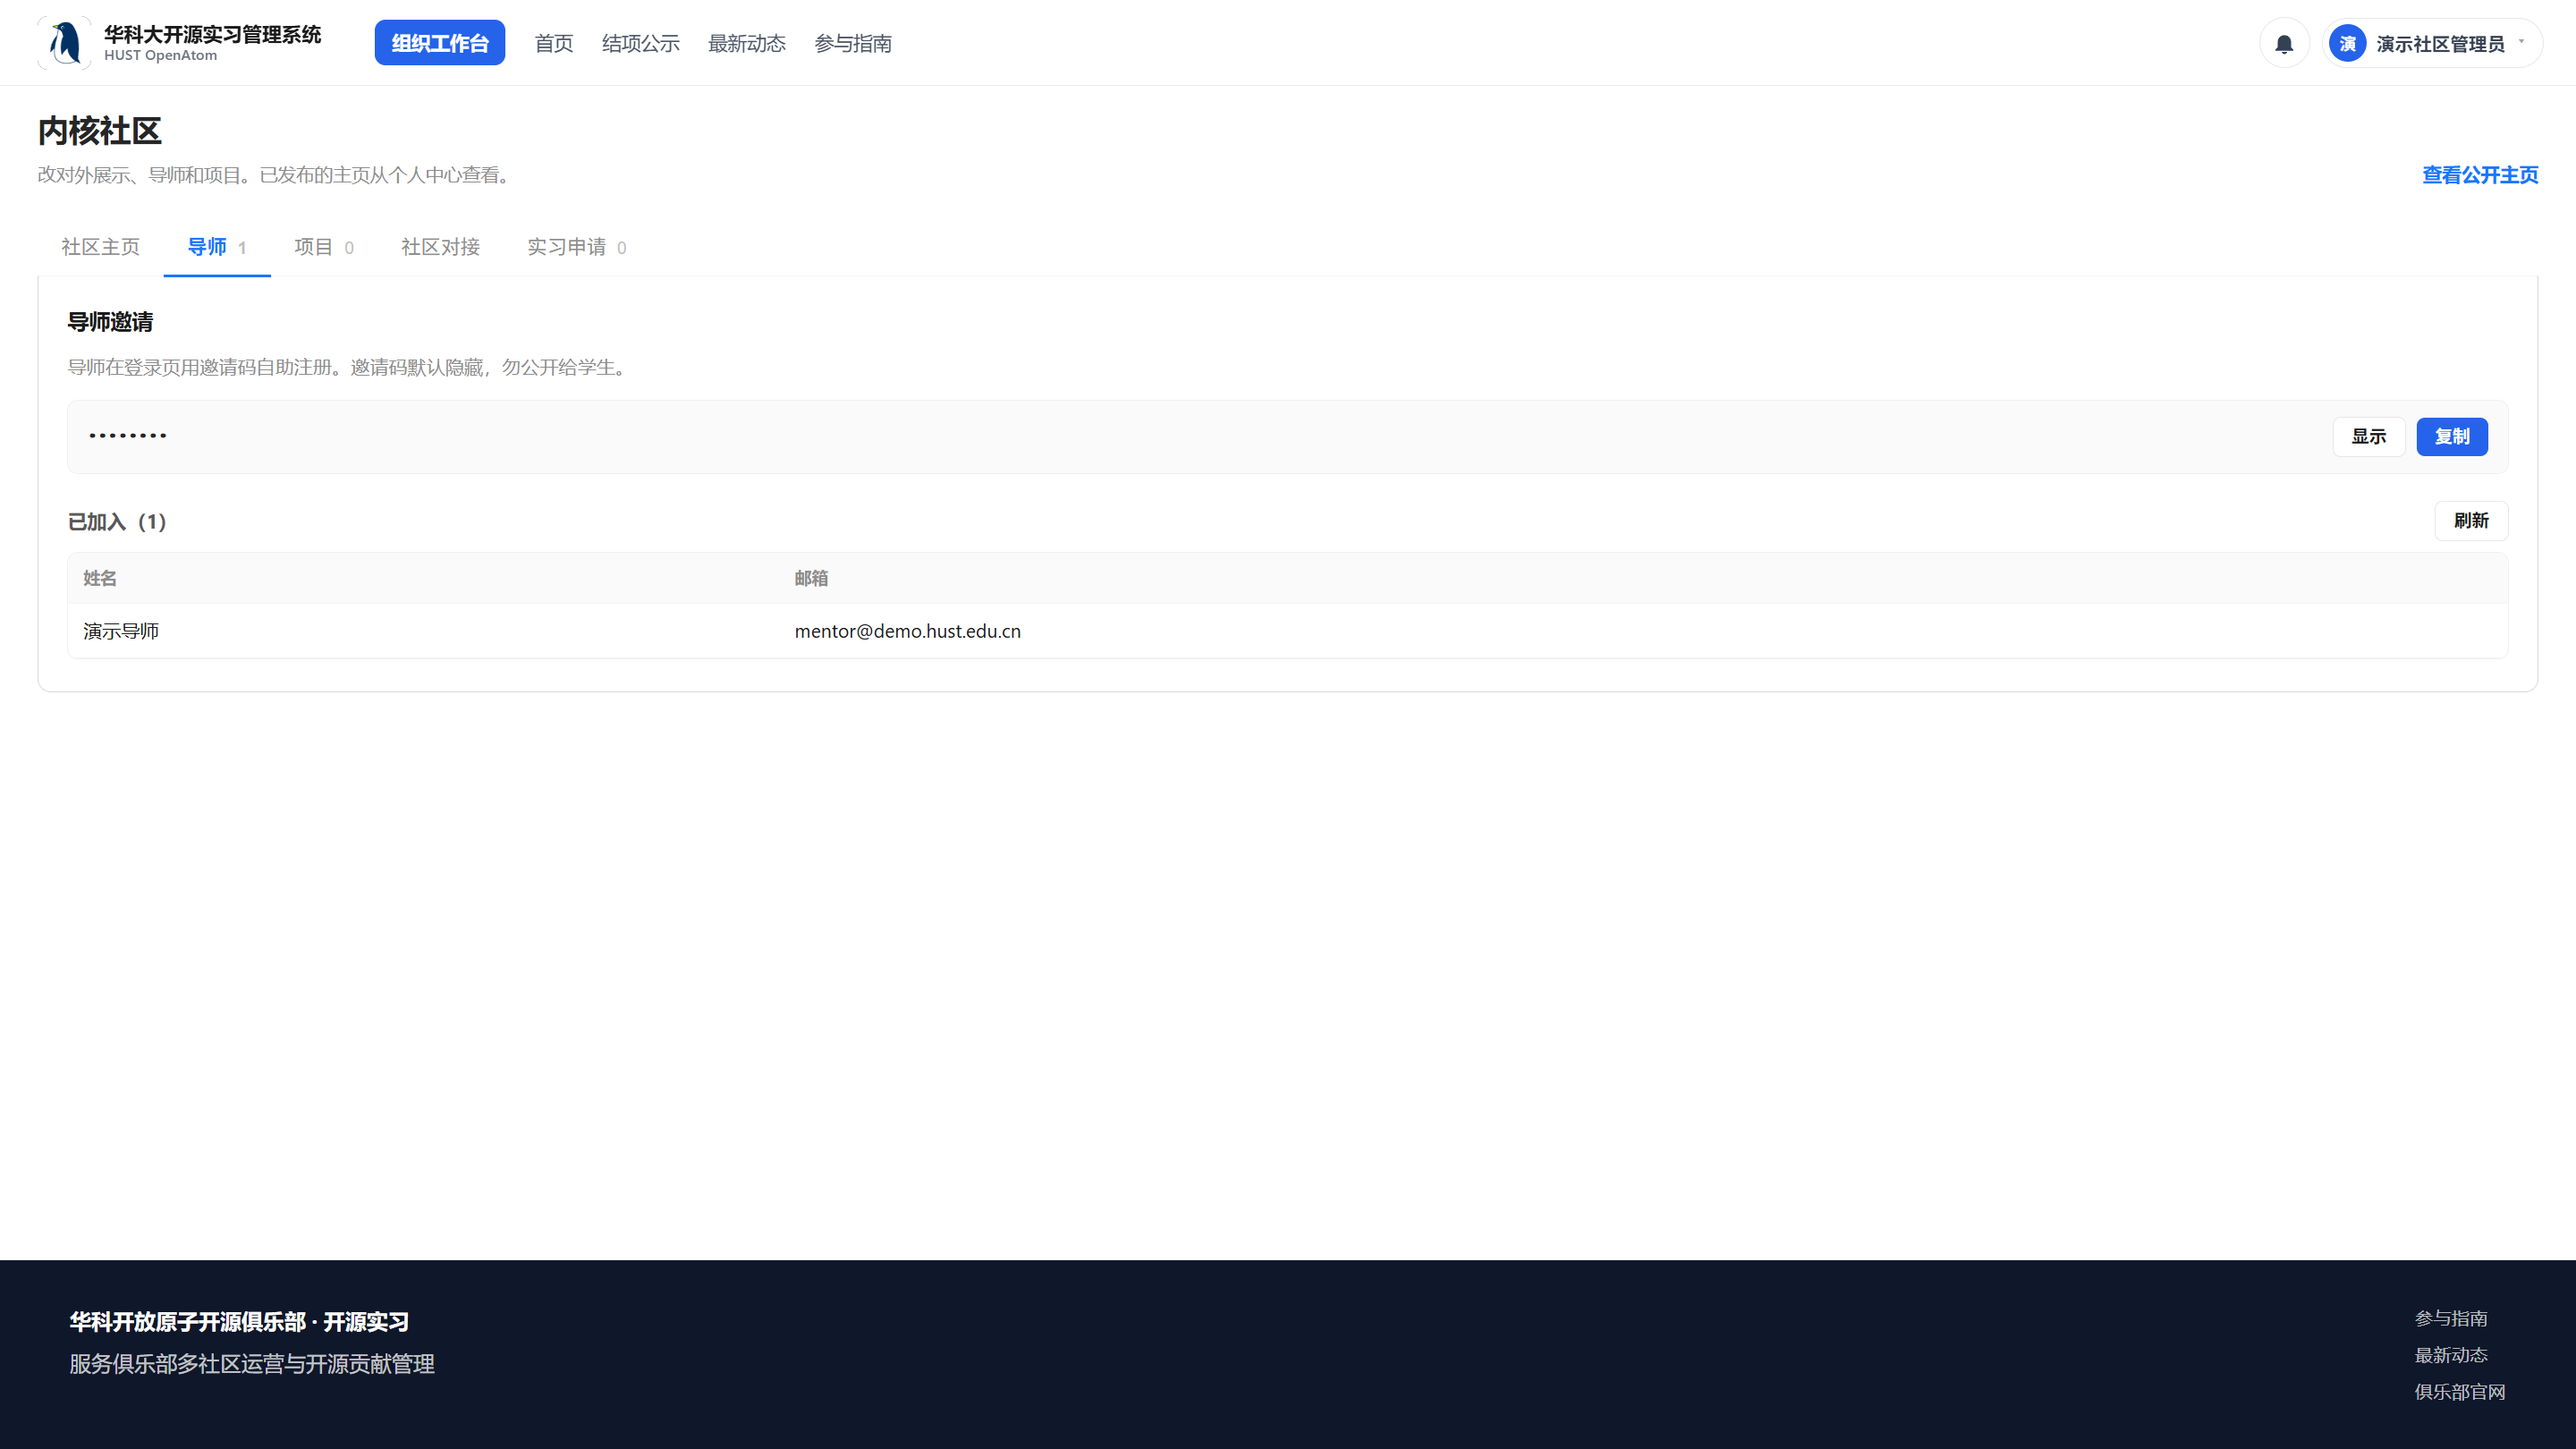 华科大开源实习管理系统
HUST OpenAtom
组织工作台
首页
结项公示
最新动态
参与指南
演
演示社区管理员
内核社区
改对外展示、导师和项目。已发布的主页从个人中心查看。
查看公开主页
社区主页
导师 1
项目 0
社区对接
实习申请 0
导师邀请
导师在登录页用邀请码自助注册。邀请码默认隐藏，勿公开给学生。
••••••••
显示
复制
已加入（1）
刷新
姓名
邮箱
演示导师
mentor@demo.hust.edu.cn
华科开放原子开源俱乐部 · 开源实习
服务俱乐部多社区运营与开源贡献管理
参与指南
最新动态
俱乐部官网